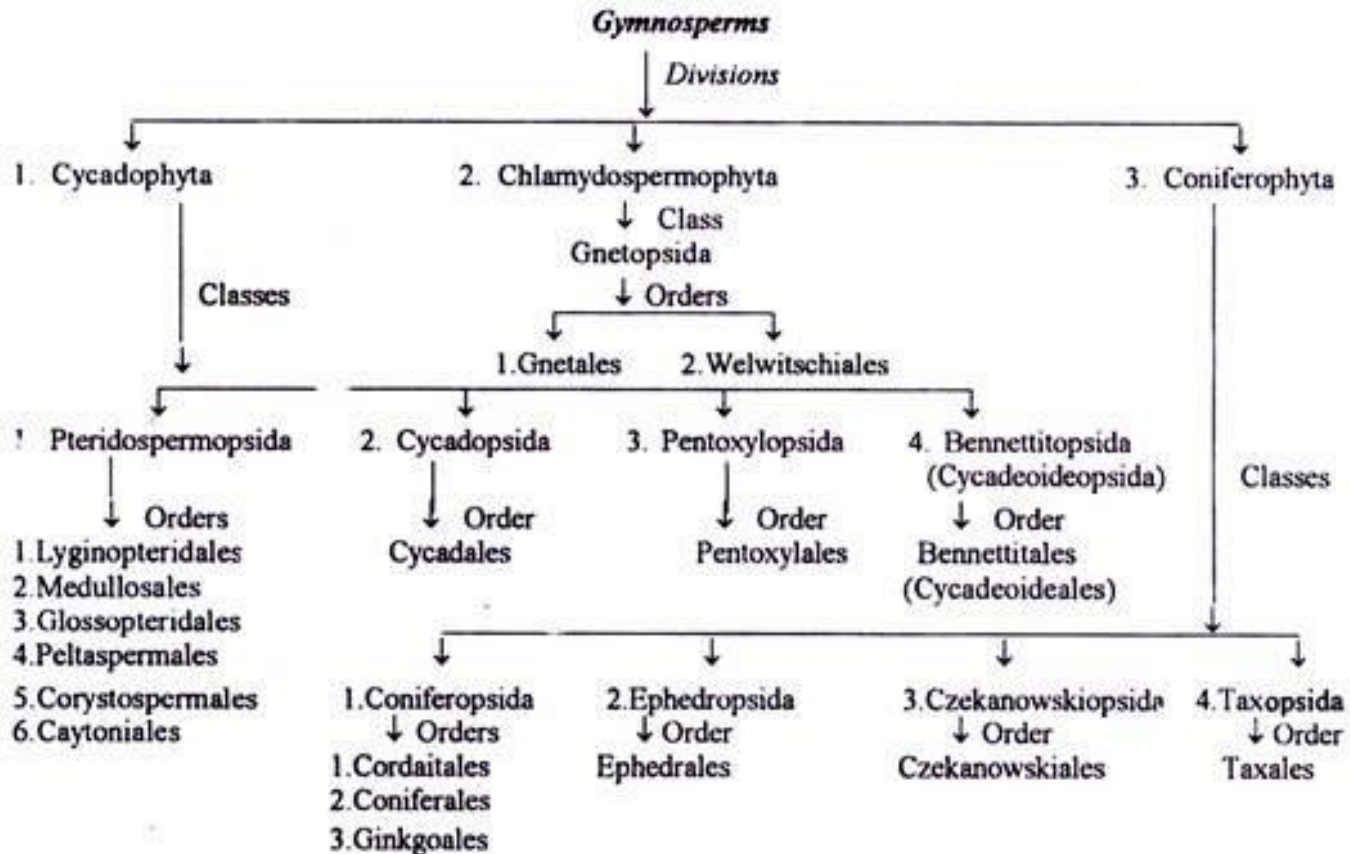 Gymnosperms
Divisions
1. Cycadophyta
2. Chlamydospermophyta
3. Coniferophyta
Class
Gnetopsida
Classes
Orders
1.Gnetales 2.Welwitschiales
Pteridospermopsida
2. Cycadopsida
3. Pentoxylopsida
4. Bennettitopsida
(Cycadeoideopsida)
Classes
Orders
1.Lyginopteridales
2.Medullosales
3.Glossopteridales
4.Peltaspermales
5.Corystospermales
6.Caytoniales
Order
Cycadales
Order
Pentoxylales
Order
Bennettitales
(Cycadeoideales)
1.Coniferopsida
Orders
1.Cordaitales
2.Coniferales
3.Ginkgoales
2.Ephedropsida
Order
Ephedrales
3.Czekanowskiopsida
Order
Czekanowskiales
4.Taxopsida
Order
Taxales